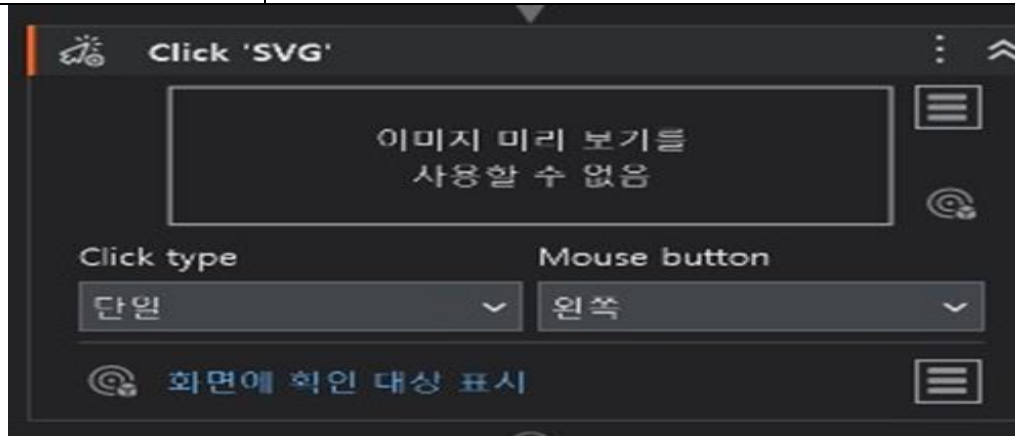 Click 'SVG'
이미지 미리 보기를
사용할 수 없음
Click type
Mouse button
단일
왼쪽
화면에 확인 대상 표시